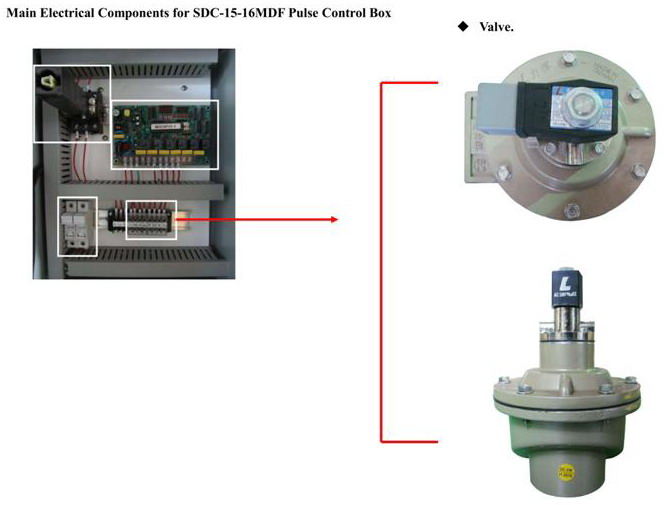 Main Electrical Components for SDC-15-16MDF Pulse Control Box
◆ Valve.
L